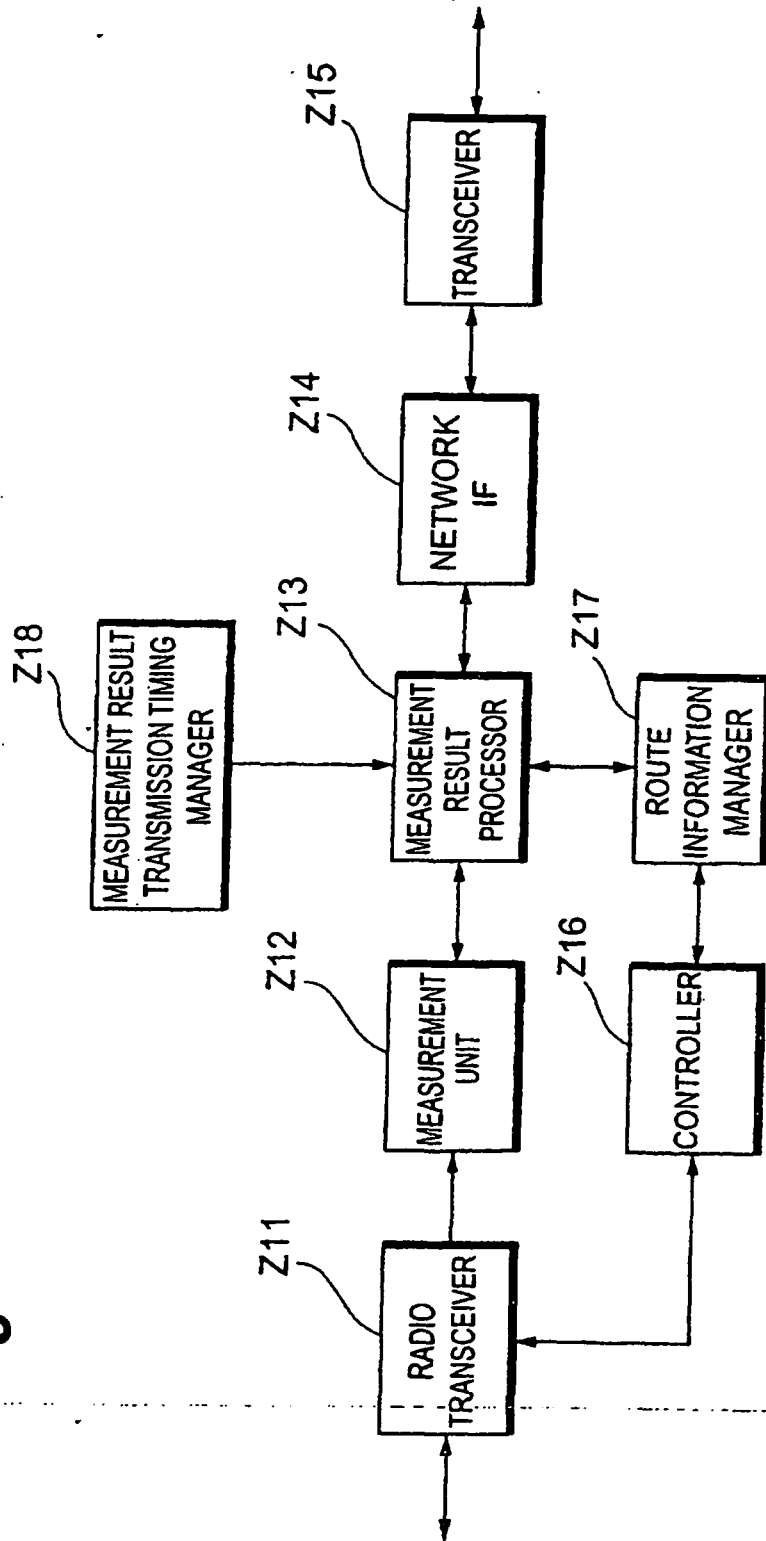 Z18
MEASUREMENT RESULT
TRANSMISSION TIMING
MANAGER
Z11
RADIO
TRANSCEIVER
Z12
MEASUREMENT
UNIT
Z13
MEASUREMENT
RESULT
PROCESSOR
Z14
NETWORK
IF
Z15
TRANSCEIVER
Z16
CONTROLLER
Z17
ROUTE
INFORMATION
MANAGER